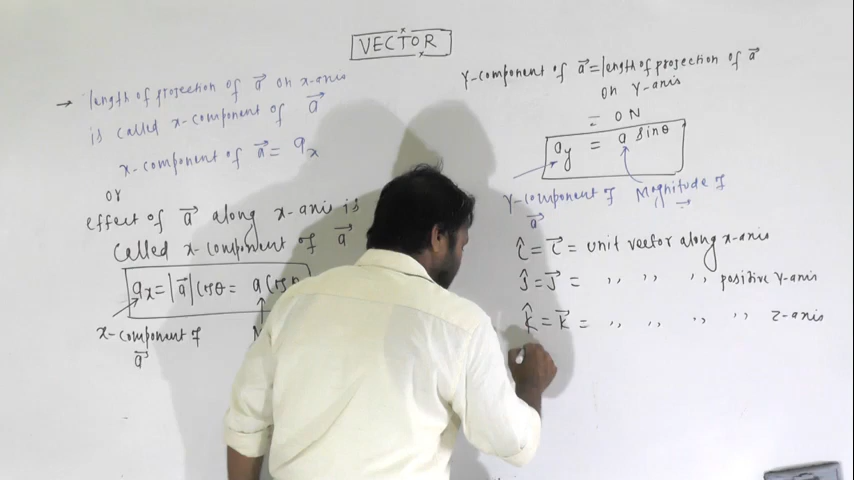 VECTOR
→ length of projection of a⃗ on x-axis
is called x-component of a⃗
x-component of a⃗ = aₓ
or
effect of a⃗ along x-axis is
called x-component of a⃗
aₓ = |a⃗| cosθ = a cosθ
x-component of
a⃗
Y-component of a⃗ = length of projection of a⃗
on Y-axis
= ON
a_y = a sinθ
Y-component of
a⃗
Magnitude of
î = i⃗ = unit vector along x-axis
ĵ = j⃗ = ,, ,, ,, positive Y-axis
k̂ = k⃗ = ,, ,, ,, ,, z-axis